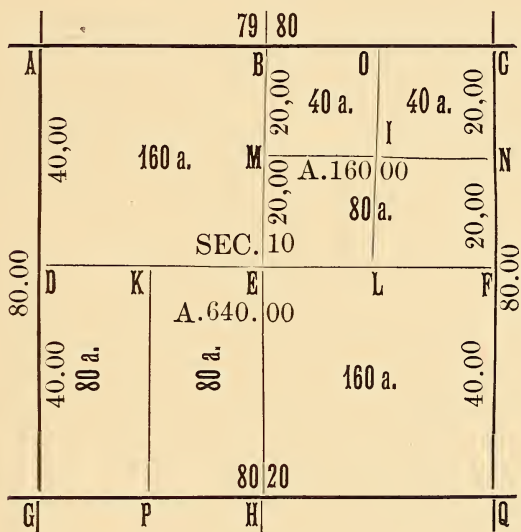 79 80
A B O G
20,00 40 a. 40 a. 20,00
40,00 160 a. M I N
A.160 00
20,00 80 a. 20,00
SEC. 10
80.00 D K E L F 80.00
A.640.00
40.00 80 a. 80 a. 160 a. 40.00
80 20
G P H Q